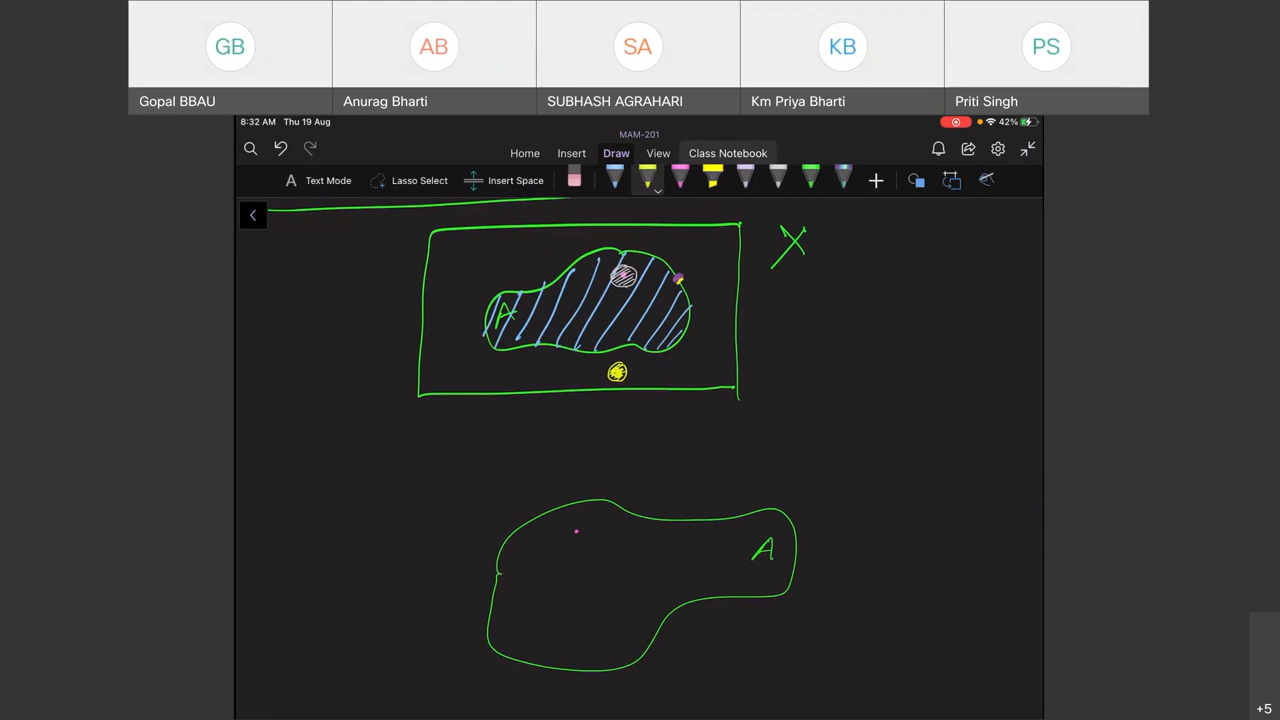 GB AB SA KB PS
Gopal BBAU Anurag Bharti SUBHASH AGRAHARI Km Priya Bharti Priti Singh
8:32 AM Thu 19 Aug 42%
MAM-201
Home Insert Draw View Class Notebook
A Text Mode Lasso Select Insert Space
X
A
A
+5